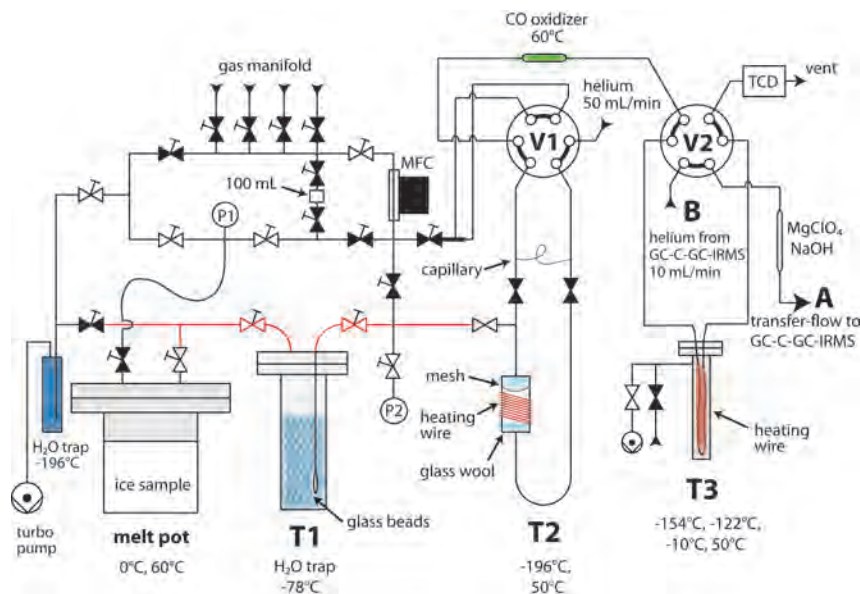 CO oxidizer
60°C
gas manifold
helium
50 mL/min
TCD
vent
V1
V2
MFC
100 mL
P1
B
MgClO₄
NaOH
helium from
GC-C-GC-IRMS
10 mL/min
capillary
A
transfer-flow to
GC-C-GC-IRMS
mesh
heating
wire
glass wool
P2
H₂O trap
-196°C
ice sample
heating
wire
glass beads
turbo
pump
melt pot
0°C, 60°C
T1
H₂O trap
-78°C
T2
-196°C,
50°C
T3
-154°C, -122°C,
-10°C, 50°C